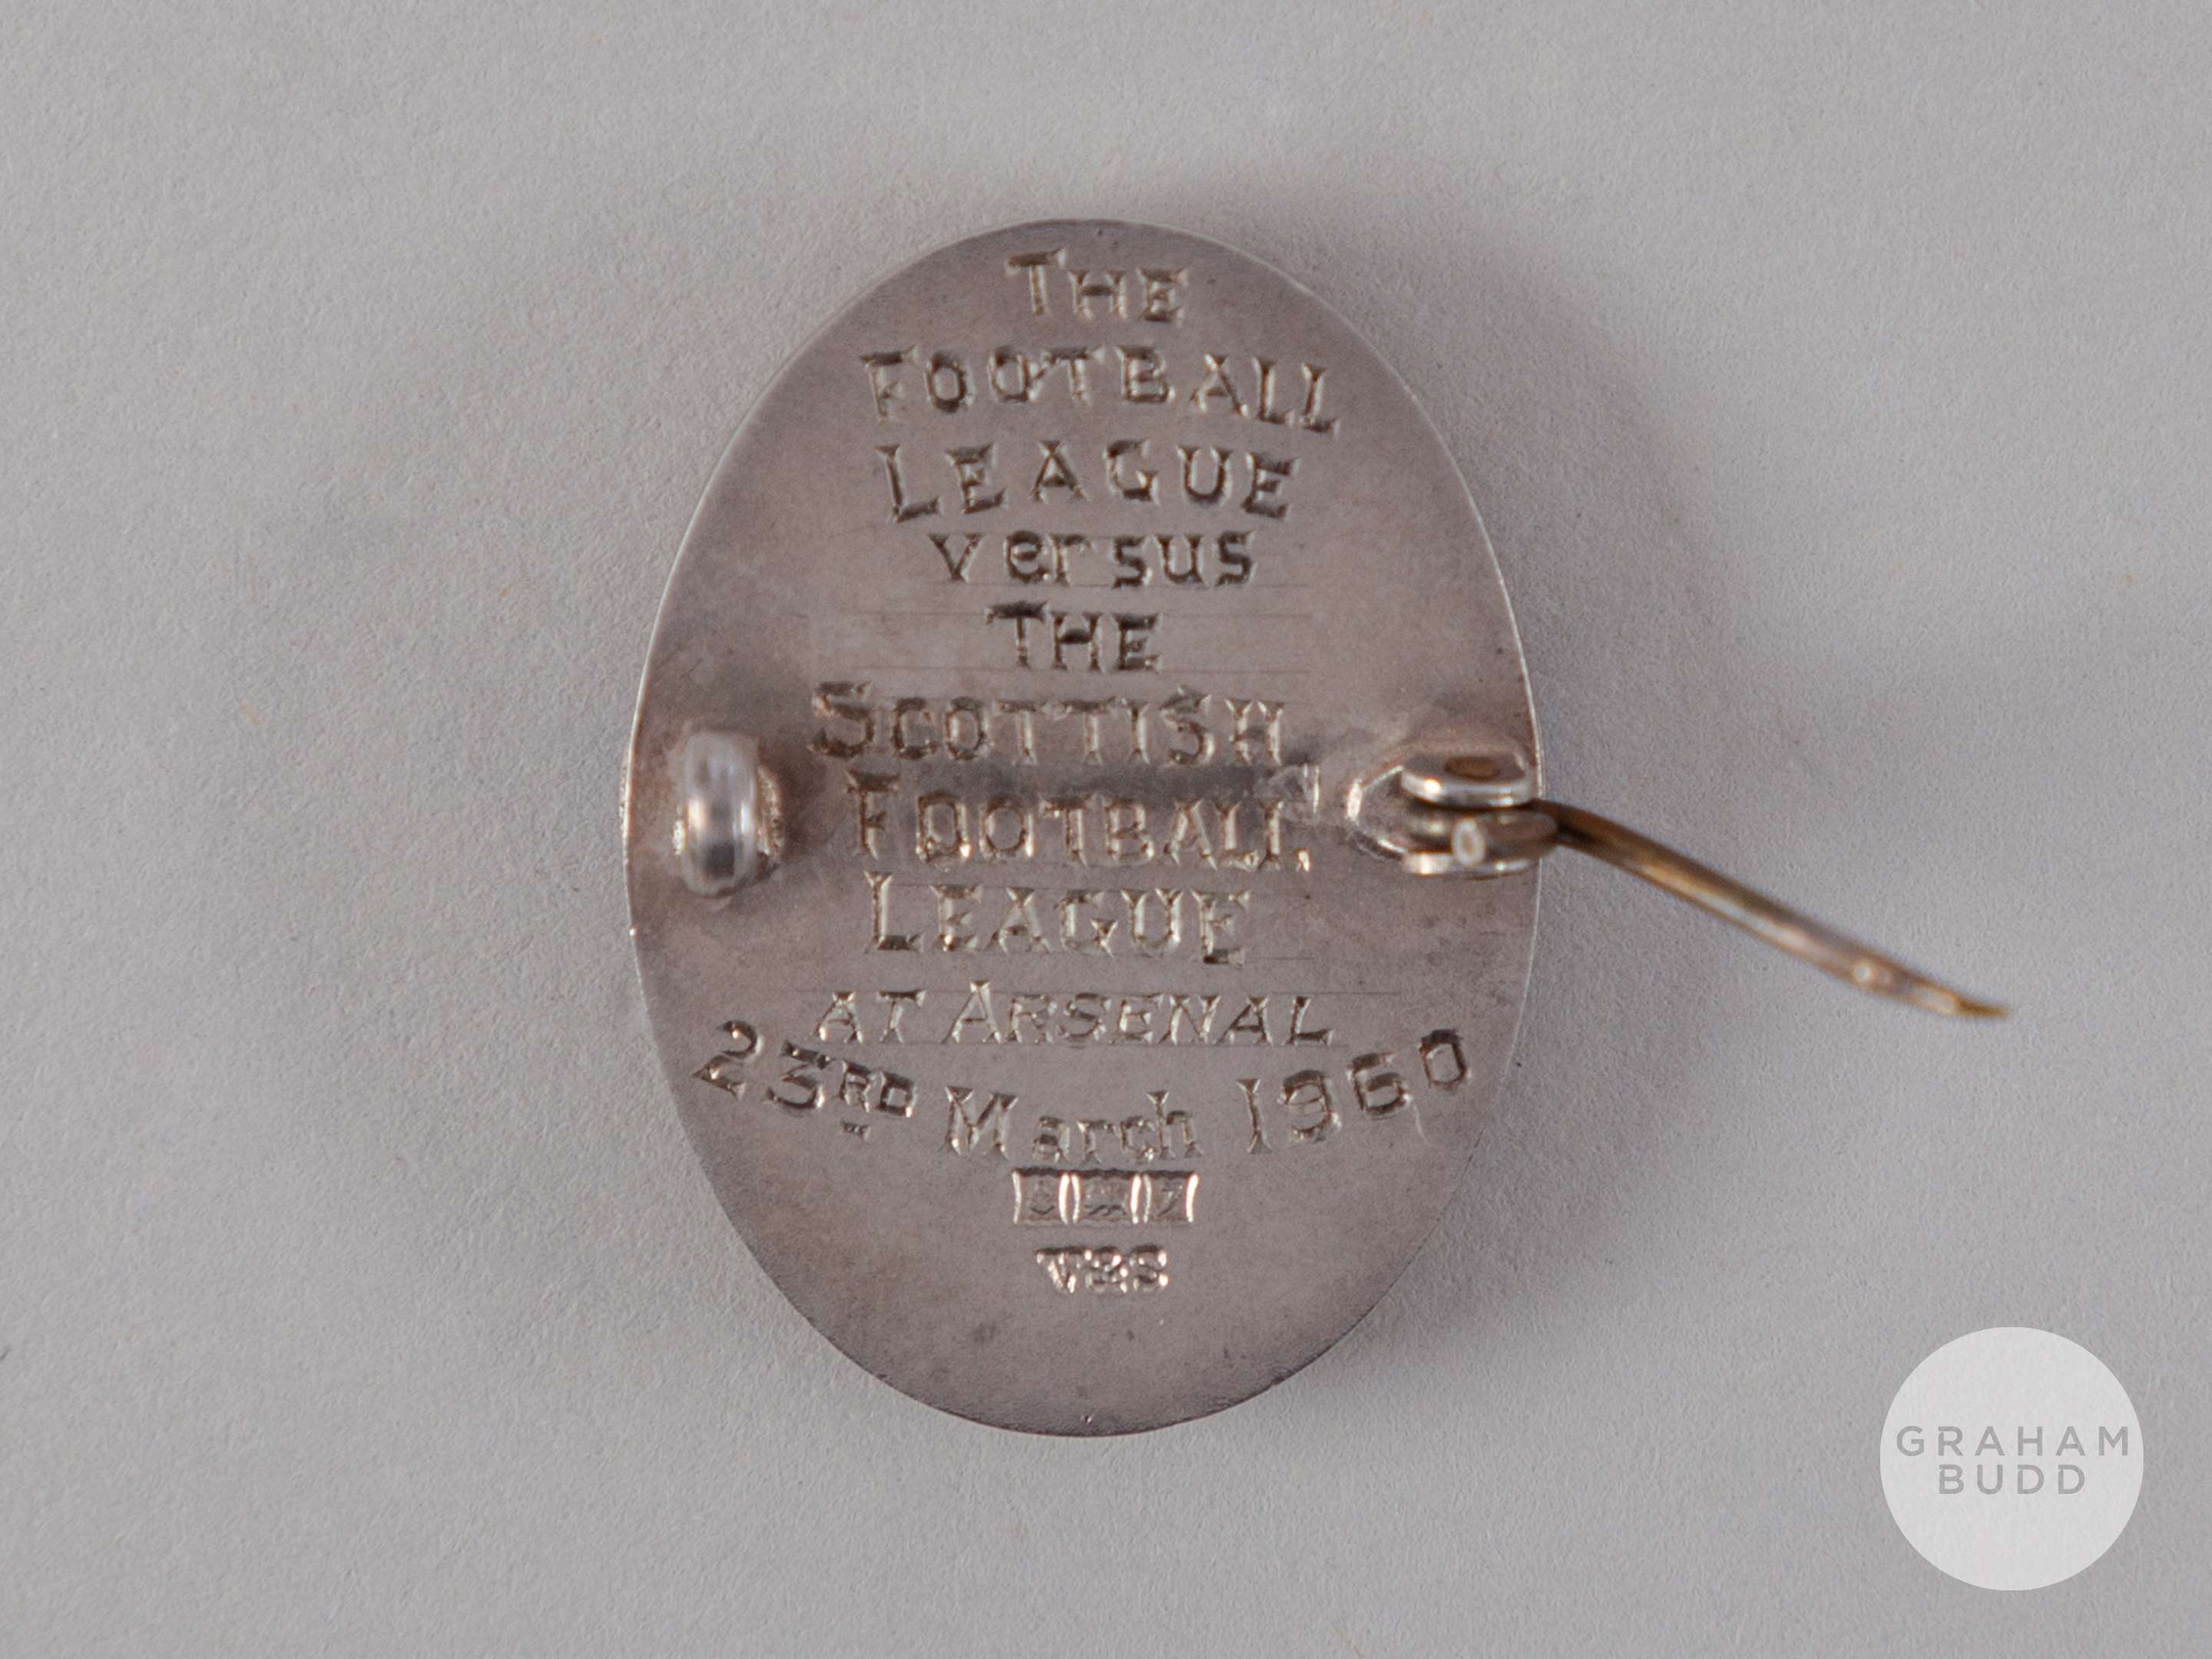 THE
FOOTBALL
LEAGUE
versus
THE
SCOTTISH
FOOTBALL
LEAGUE
AT ARSENAL
23RD March 1960
V&S
GRAHAM
BUDD